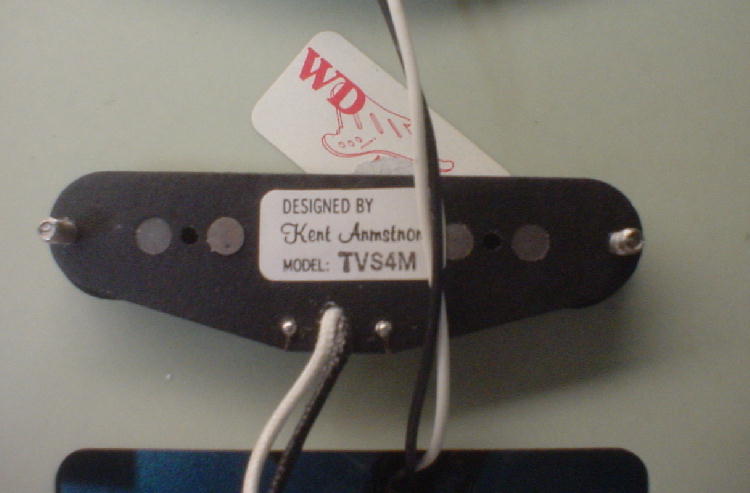 WD
DESIGNED BY
Kent Armstron
MODEL: TVS4M